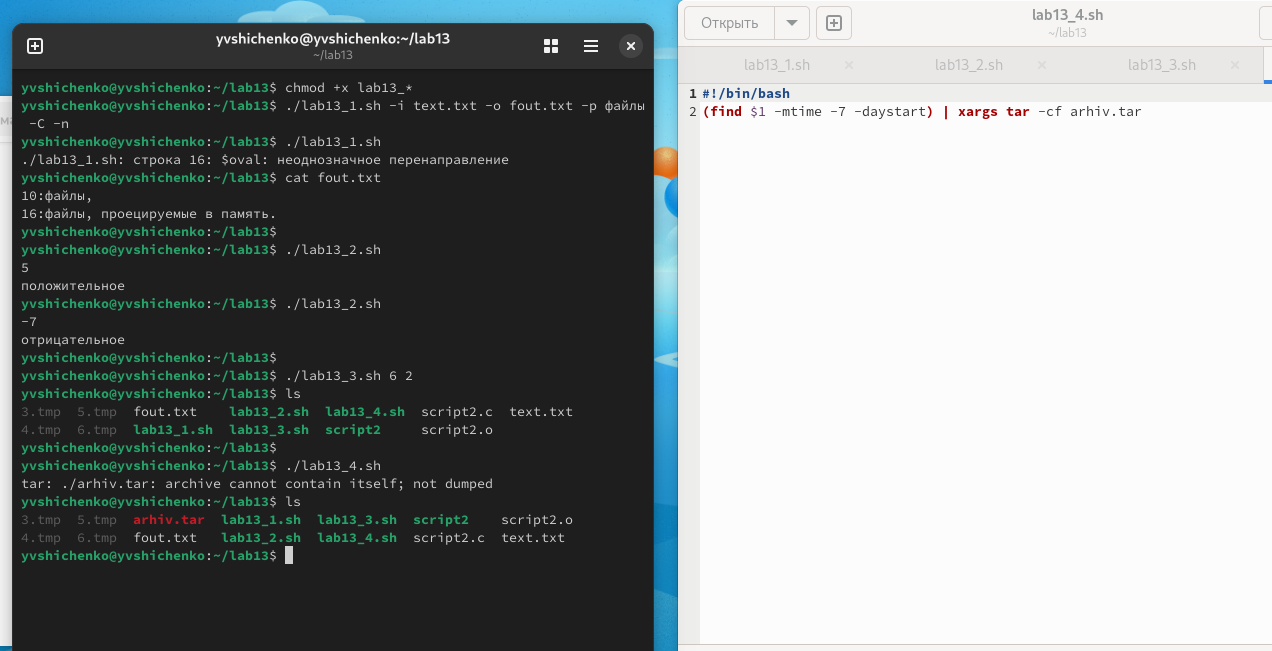 yvshichenko@yvshichenko:~/lab13
~/lab13
yvshichenko@yvshichenko:~/lab13$ chmod +x lab13_*
yvshichenko@yvshichenko:~/lab13$ ./lab13_1.sh -i text.txt -o fout.txt -p файлы
-C -n
yvshichenko@yvshichenko:~/lab13$ ./lab13_1.sh
./lab13_1.sh: строка 16: $oval: неоднозначное перенаправление
yvshichenko@yvshichenko:~/lab13$ cat fout.txt
10:файлы,
16:файлы, проецируемые в память.
yvshichenko@yvshichenko:~/lab13$
yvshichenko@yvshichenko:~/lab13$ ./lab13_2.sh
5
положительное
yvshichenko@yvshichenko:~/lab13$ ./lab13_2.sh
-7
отрицательное
yvshichenko@yvshichenko:~/lab13$
yvshichenko@yvshichenko:~/lab13$ ./lab13_3.sh 6 2
yvshichenko@yvshichenko:~/lab13$ ls
3.tmp 5.tmp fout.txt lab13_2.sh lab13_4.sh script2.c text.txt
4.tmp 6.tmp lab13_1.sh lab13_3.sh script2 script2.o
yvshichenko@yvshichenko:~/lab13$
yvshichenko@yvshichenko:~/lab13$ ./lab13_4.sh
tar: ./arhiv.tar: archive cannot contain itself; not dumped
yvshichenko@yvshichenko:~/lab13$ ls
3.tmp 5.tmp arhiv.tar lab13_1.sh lab13_3.sh script2 script2.o
4.tmp 6.tmp fout.txt lab13_2.sh lab13_4.sh script2.c text.txt
yvshichenko@yvshichenko:~/lab13$
Открыть
lab13_4.sh
~/lab13
lab13_1.sh × lab13_2.sh × lab13_3.sh ×
1 #!/bin/bash
2 (find $1 -mtime -7 -daystart) | xargs tar -cf arhiv.tar